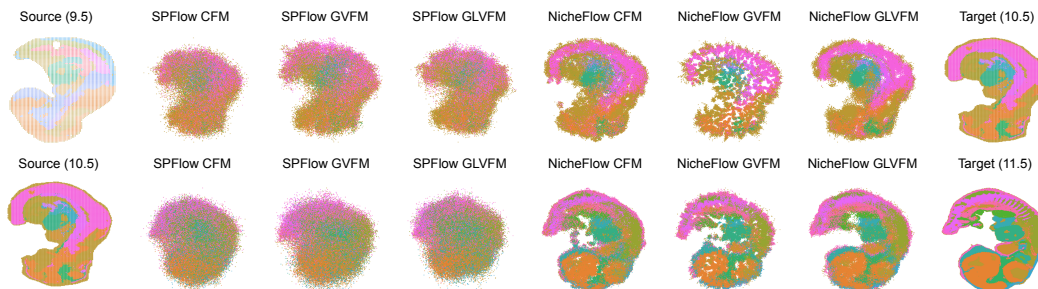 Source (9.5) SPFlow CFM SPFlow GVFM SPFlow GLVFM NicheFlow CFM NicheFlow GVFM NicheFlow GLVFM Target (10.5)
Source (10.5) SPFlow CFM SPFlow GVFM SPFlow GLVFM NicheFlow CFM NicheFlow GVFM NicheFlow GLVFM Target (11.5)